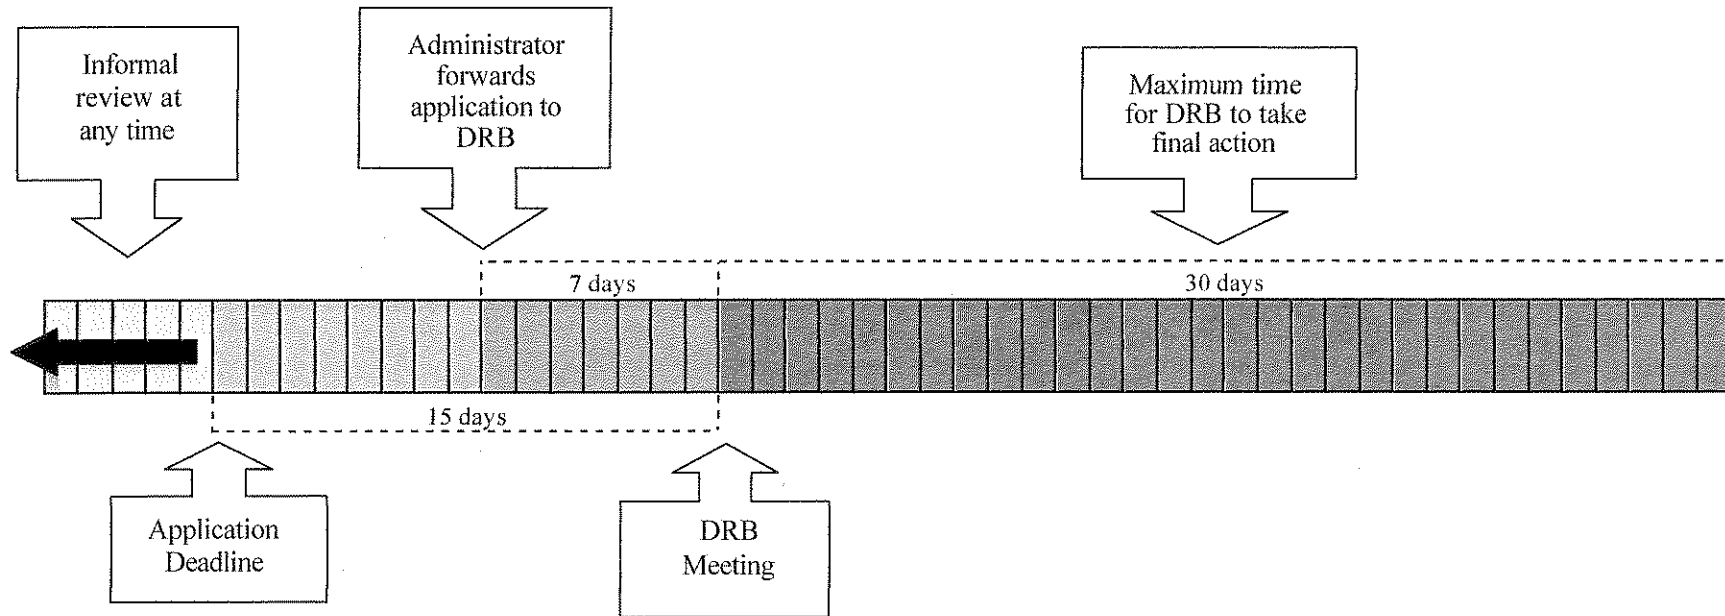 Informal
review at
any time
Administrator
forwards
application to
DRB
Maximum time
for DRB to take
final action
7 days
30 days
15 days
Application
Deadline
DRB
Meeting